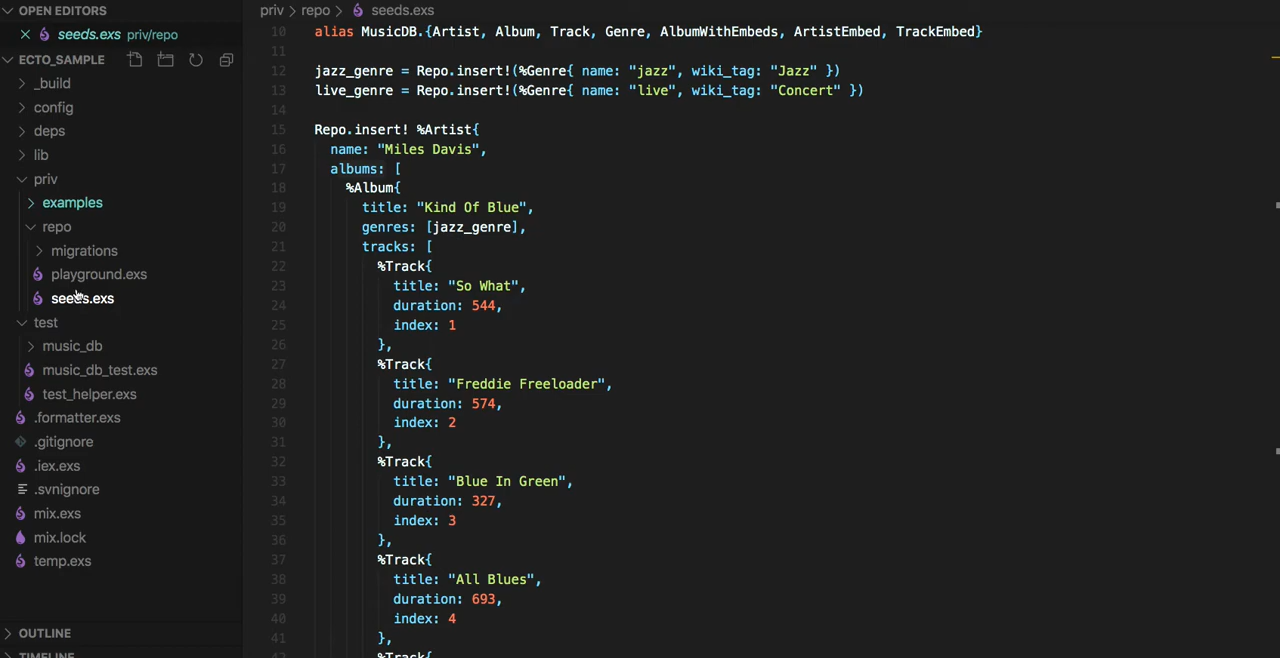 OPEN EDITORS
seeds.exs priv/repo
ECTO_SAMPLE
_build
config
deps
lib
priv
examples
repo
migrations
playground.exs
seeds.exs
test
music_db
music_db_test.exs
test_helper.exs
.formatter.exs
.gitignore
.iex.exs
.svnignore
mix.exs
mix.lock
temp.exs
OUTLINE
TIMELINE
priv > repo > seeds.exs
10 alias MusicDB.{Artist, Album, Track, Genre, AlbumWithEmbeds, ArtistEmbed, TrackEmbed}
11
12 jazz_genre = Repo.insert!(%Genre{ name: "jazz", wiki_tag: "Jazz" })
13 live_genre = Repo.insert!(%Genre{ name: "live", wiki_tag: "Concert" })
14
15 Repo.insert! %Artist{
16 name: "Miles Davis",
17 albums: [
18 %Album{
19 title: "Kind Of Blue",
20 genres: [jazz_genre],
21 tracks: [
22 %Track{
23 title: "So What",
24 duration: 544,
25 index: 1
26 },
27 %Track{
28 title: "Freddie Freeloader",
29 duration: 574,
30 index: 2
31 },
32 %Track{
33 title: "Blue In Green",
34 duration: 327,
35 index: 3
36 },
37 %Track{
38 title: "All Blues",
39 duration: 693,
40 index: 4
41 },
42 %Track{